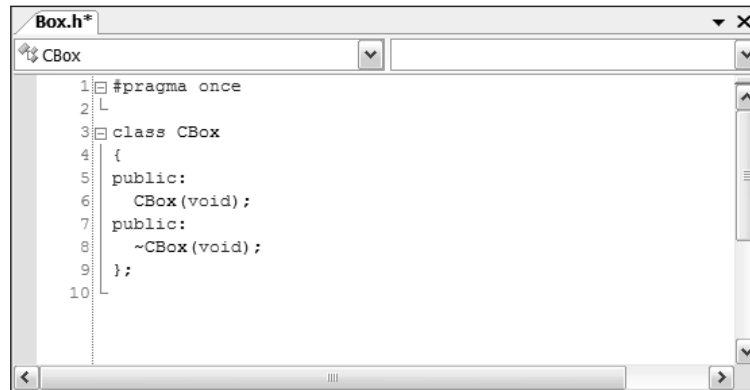 Box.h*
CBox
1 #pragma once
2
3 class CBox
4 {
5 public:
6 CBox(void);
7 public:
8 ~CBox(void);
9 };
10